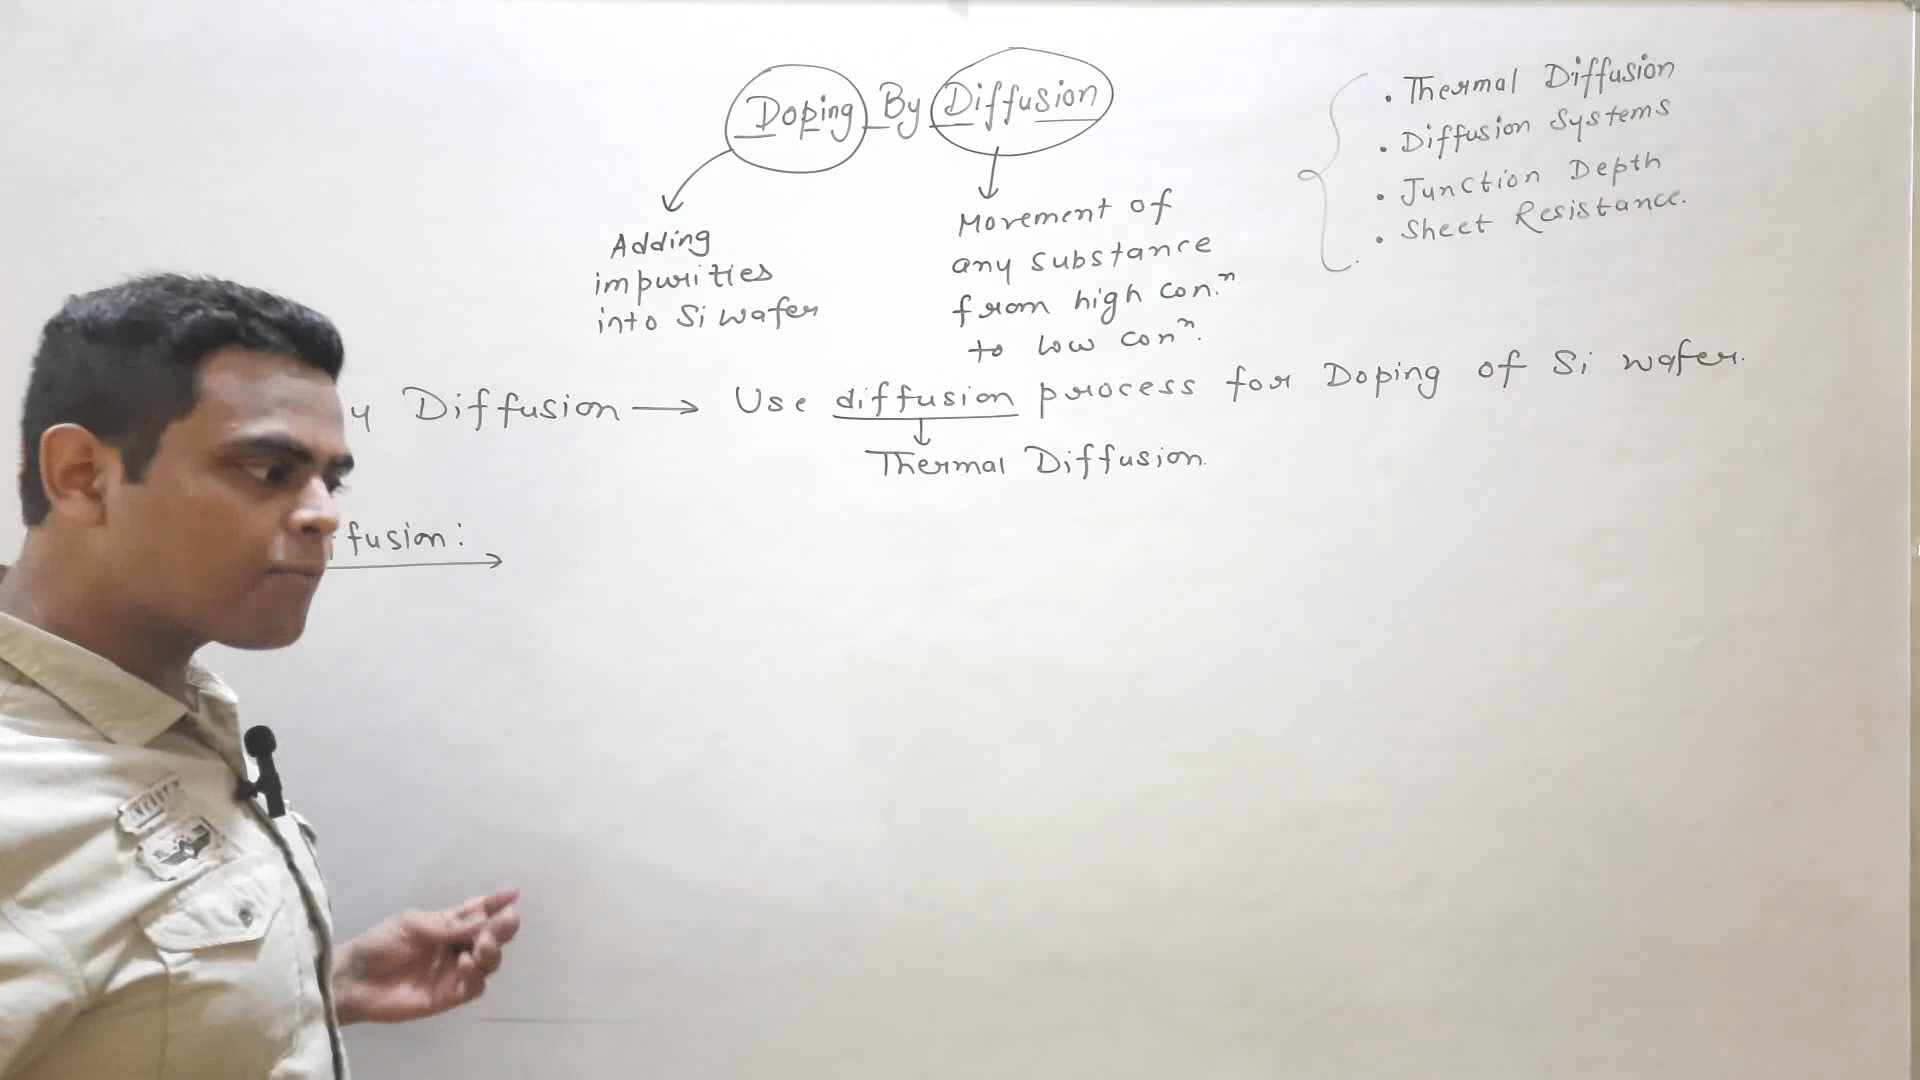 Doping By Diffusion
Adding
impurities
into Si wafer
Movement of
any substance
from high con.n
to low conn.
• Thermal Diffusion
• Diffusion Systems
• Junction Depth
• Sheet Resistance.
y Diffusion → Use diffusion process for Doping of Si wafer.
Thermal Diffusion.
fusion: